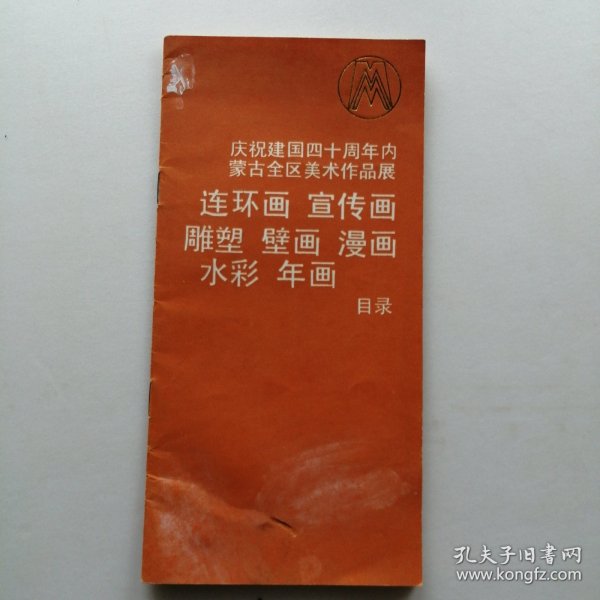 庆祝建国四十周年内
蒙古全区美术作品展
连环画 宣传画
雕塑 壁画 漫画
水彩 年画
目录
孔夫子旧书网
www.kongfz.com